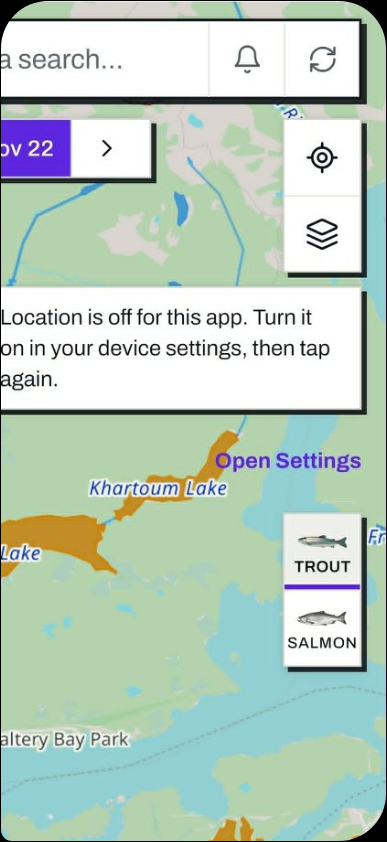 a search...
R.
ov 22
Location is off for this app. Turn it
on in your device settings, then tap
again.
Open Settings
Khartoum Lake
Lake
Fr
TROUT
SALMON
altery Bay Park